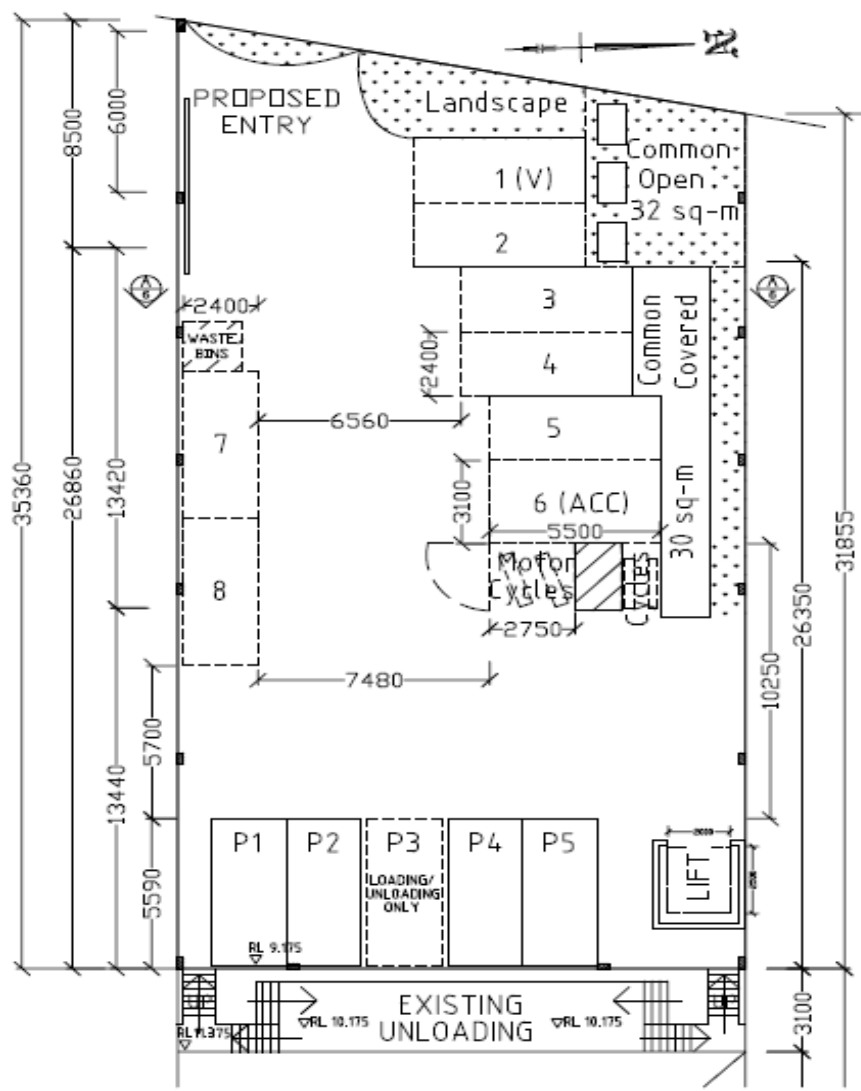 N
PROPOSED
ENTRY
Landscape
Common
Open
32 sq-m
1 (V)
2
3
4
5
6 (ACC)
Common
Covered
30 sq-m
A
6
A
6
2400
WASTE
BINS
7
8
6560
2400
3100
5500
Motor
Cycles
Cycles
2750
7480
35360
26860
8500
6000
13420
13440
5700
5590
31855
26350
10250
3100
P1
P2
P3
LOADING/
UNLOADING
ONLY
P4
P5
LIFT
RL 9.175
EXISTING
UNLOADING
RL 10.175
RL 10.175
UP